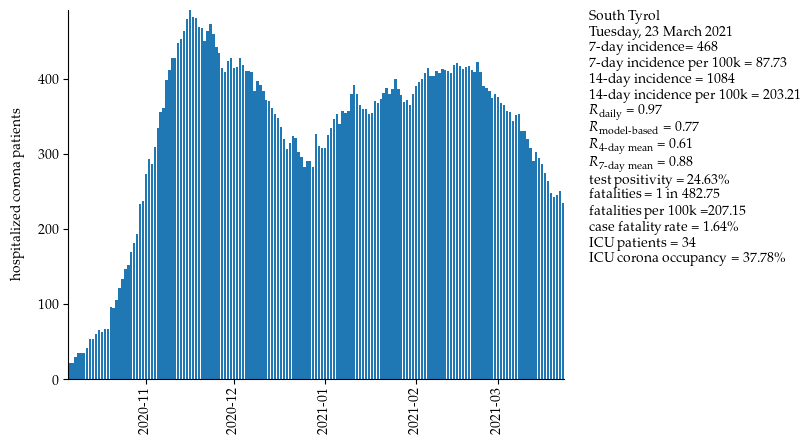 South Tyrol
Tuesday, 23 March 2021
7-day incidence= 468
7-day incidence per 100k = 87.73
14-day incidence = 1084
14-day incidence per 100k = 203.21
R daily = 0.97
R model-based = 0.77
R 4-day mean = 0.61
R 7-day mean = 0.88
test positivity = 24.63%
fatalities = 1 in 482.75
fatalities per 100k =207.15
case fatality rate = 1.64%
ICU patients = 34
ICU corona occupancy = 37.78%
hospitalized corona patients
400
300
200
100
0
2020-11
2020-12
2021-01
2021-02
2021-03